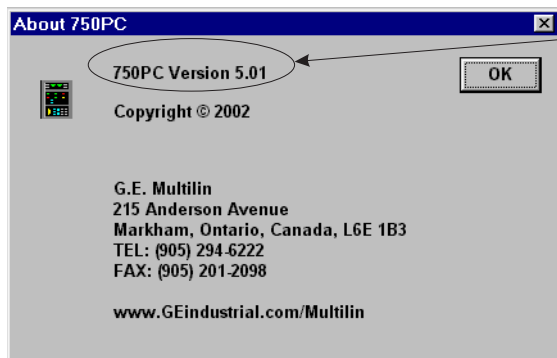 About 750PC
750PC Version 5.01
OK
Copyright © 2002
G.E. Multilin
215 Anderson Avenue
Markham, Ontario, Canada, L6E 1B3
TEL: (905) 294-6222
FAX: (905) 201-2098
www.GEindustrial.com/Multilin